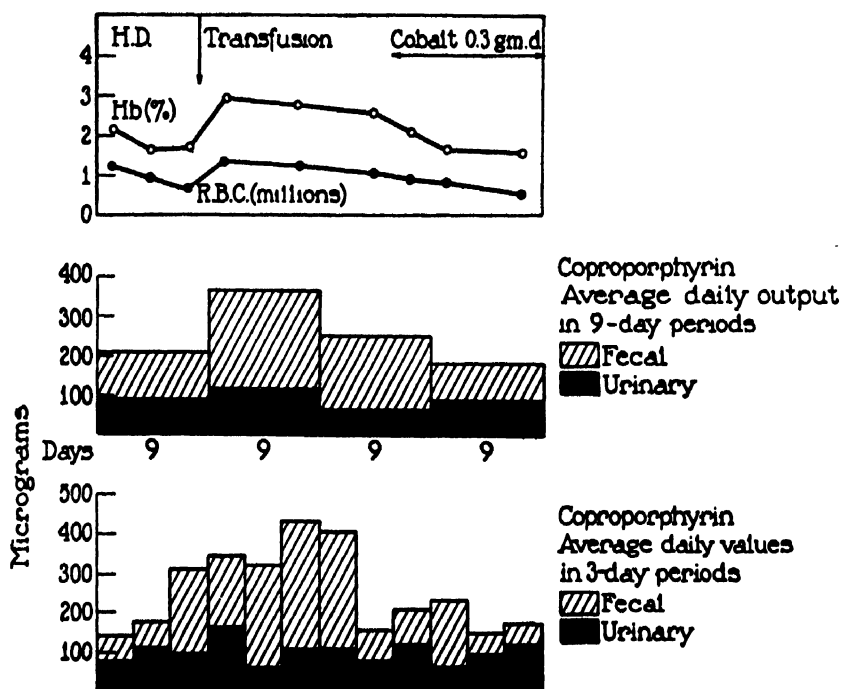 H.D.
Transfusion
Cobalt 0.3 gm.d
4
3
2
1
0
Hb(%)
R.B.C.(millions)
400
300
200
100
Coproporphyrin
Average daily output
in 9-day periods
Fecal
Urinary
Days 9 9 9 9
Micrograms
500
400
300
200
100
Coproporphyrin
Average daily values
in 3-day periods
Fecal
Urinary